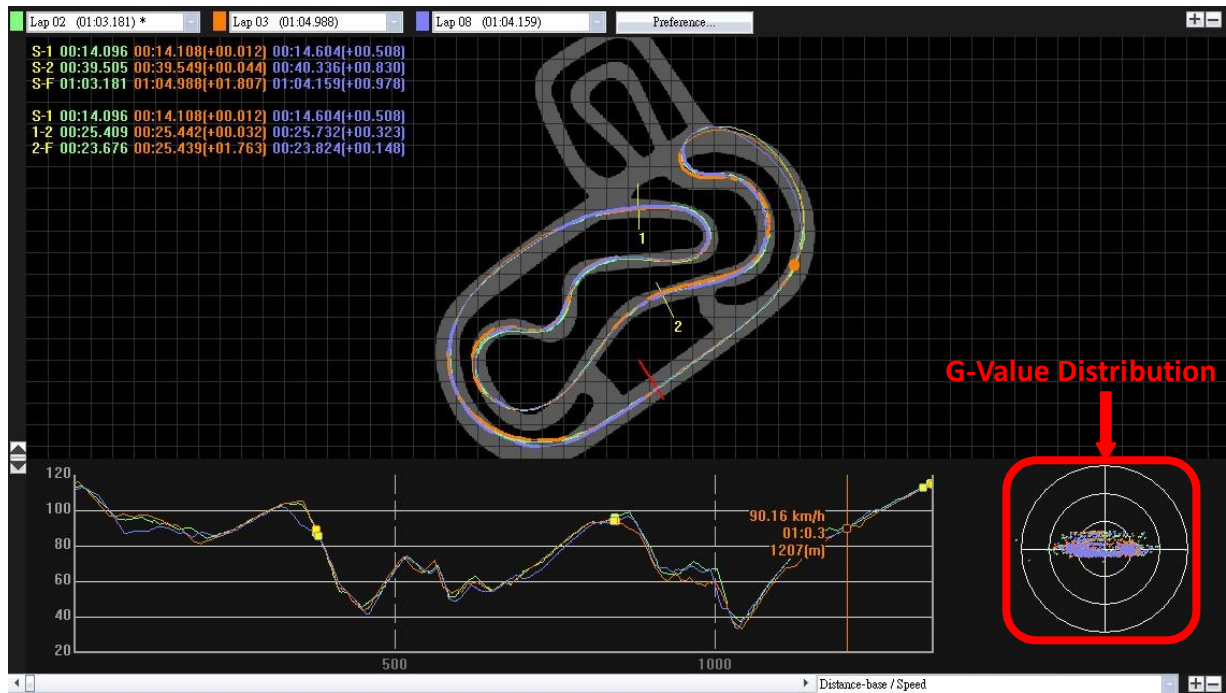 Lap 02 (01:03.181) * Lap 03 (01:04.988) Lap 08 (01:04.159) Preference...
S-1 00:14.096 00:14.108(+00.012) 00:14.604(+00.508)
S-2 00:39.505 00:39.549(+00.044) 00:40.336(+00.830)
S-F 01:03.181 01:04.988(+01.807) 01:04.159(+00.978)
S-1 00:14.096 00:14.108(+00.012) 00:14.604(+00.508)
1-2 00:25.409 00:25.442(+00.032) 00:25.732(+00.323)
2-F 00:23.676 00:25.439(+01.763) 00:23.824(+00.148)
1
2
G-Value Distribution
120
100
80
60
40
20
90.16 km/h
01:0.3
1207(m)
500 1000
Distance-base / Speed